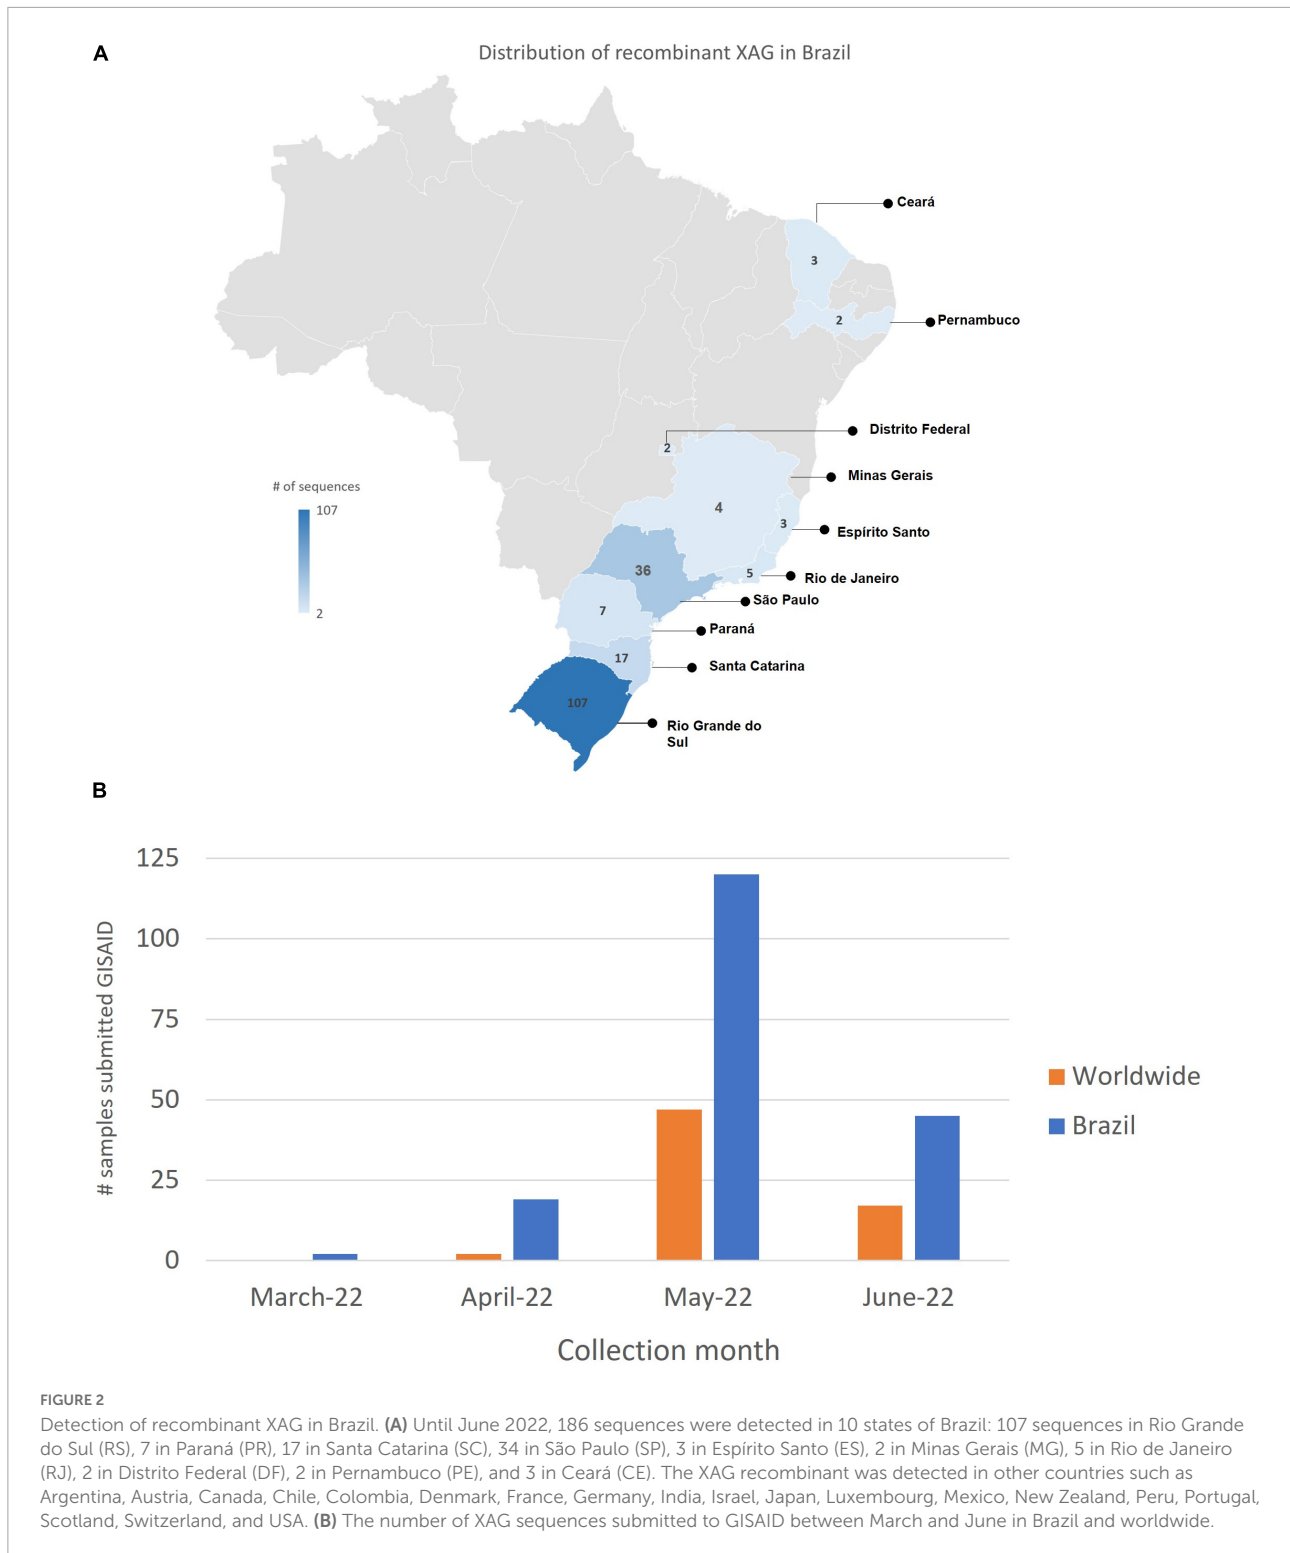 A
Distribution of recombinant XAG in Brazil
Ceará
3
2
Pernambuco
Distrito Federal
2
Minas Gerais
# of sequences
107
4
3
Espírito Santo
36
5
Rio de Janeiro
São Paulo
7
2
Paraná
17
Santa Catarina
107
Rio Grande do
Sul
B
125
100
75
50
25
0
# samples submitted GISAID
Worldwide
Brazil
March-22
April-22
May-22
June-22
Collection month
FIGURE 2
Detection of recombinant XAG in Brazil. (A) Until June 2022, 186 sequences were detected in 10 states of Brazil: 107 sequences in Rio Grande
do Sul (RS), 7 in Paraná (PR), 17 in Santa Catarina (SC), 34 in São Paulo (SP), 3 in Espírito Santo (ES), 2 in Minas Gerais (MG), 5 in Rio de Janeiro
(RJ), 2 in Distrito Federal (DF), 2 in Pernambuco (PE), and 3 in Ceará (CE). The XAG recombinant was detected in other countries such as
Argentina, Austria, Canada, Chile, Colombia, Denmark, France, Germany, India, Israel, Japan, Luxembourg, Mexico, New Zealand, Peru, Portugal,
Scotland, Switzerland, and USA. (B) The number of XAG sequences submitted to GISAID between March and June in Brazil and worldwide.